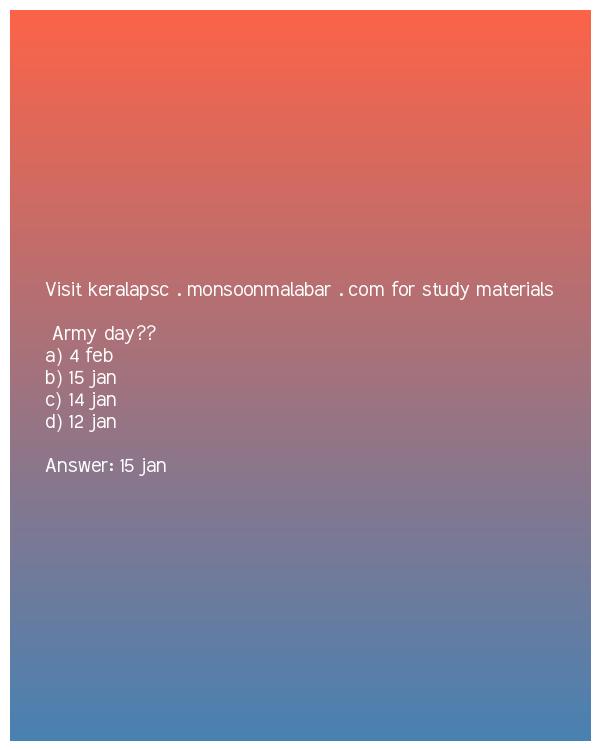 Visit keralapsc . monsoonmalabar . com for study materials
Army day??
a) 4 feb
b) 15 jan
c) 14 jan
d) 12 jan
Answer: 15 jan